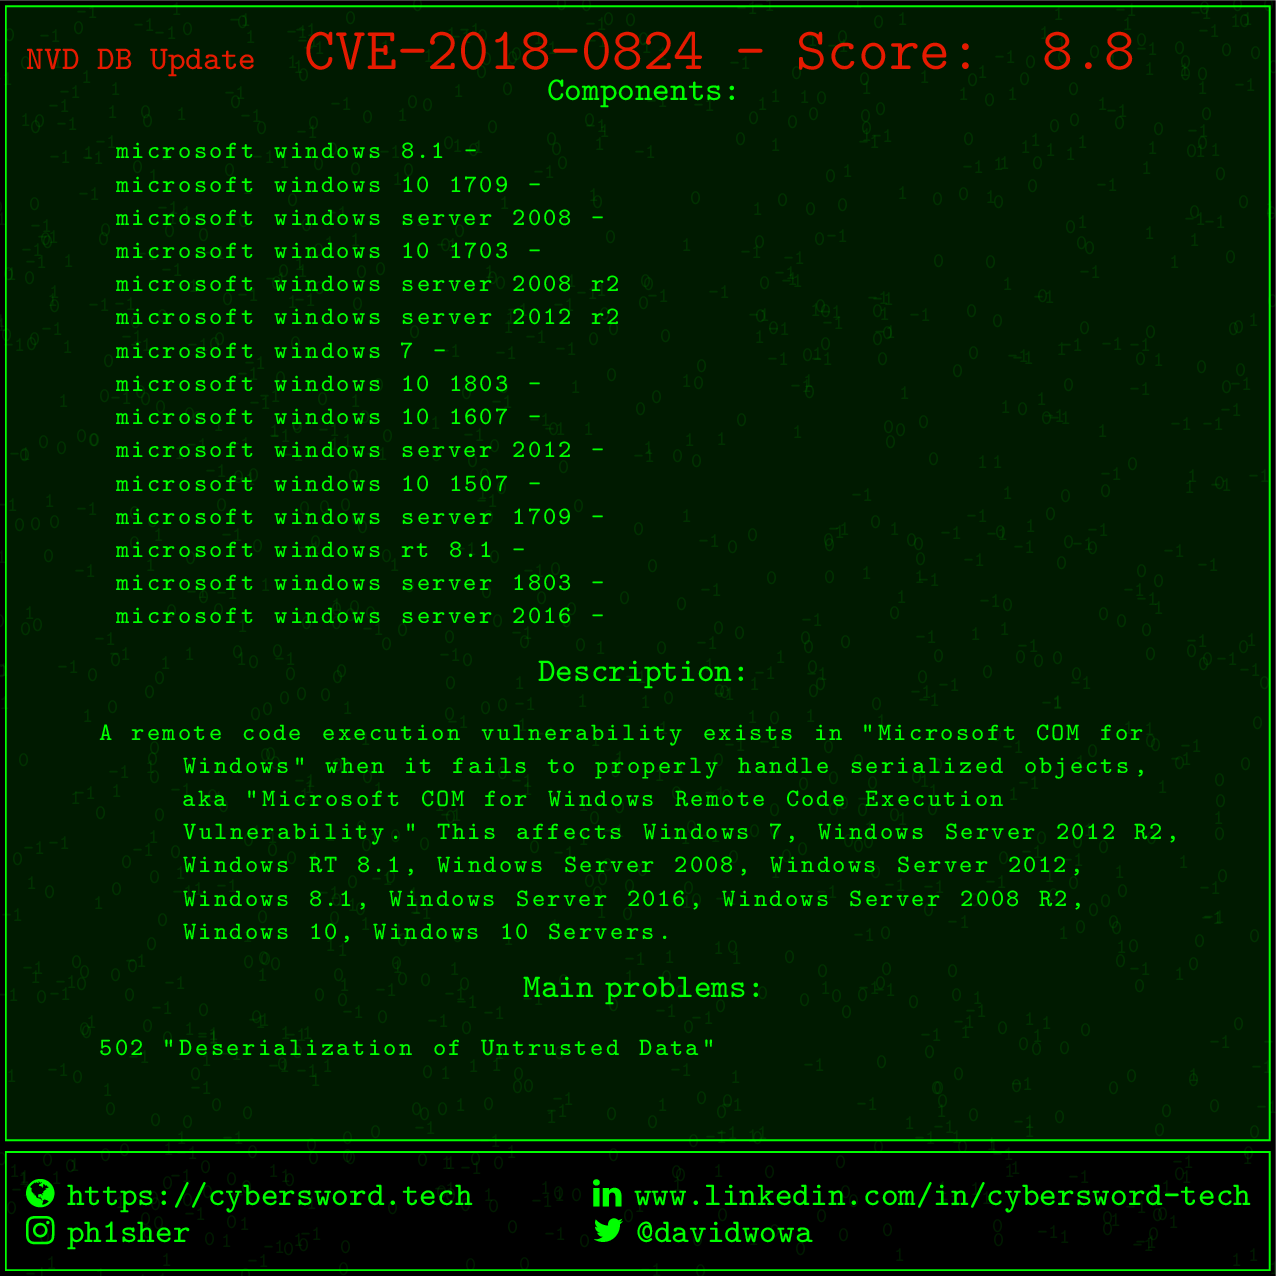 NVD DB Update CVE-2018-0824 - Score: 8.8
Components:
microsoft windows 8.1 -
microsoft windows 10 1709 -
microsoft windows server 2008 -
microsoft windows 10 1703 -
microsoft windows server 2008 r2
microsoft windows server 2012 r2
microsoft windows 7 -
microsoft windows 10 1803 -
microsoft windows 10 1607 -
microsoft windows server 2012 -
microsoft windows 10 1507 -
microsoft windows server 1709 -
microsoft windows rt 8.1 -
microsoft windows server 1803 -
microsoft windows server 2016 -
Description:
A remote code execution vulnerability exists in "Microsoft COM for
Windows" when it fails to properly handle serialized objects,
aka "Microsoft COM for Windows Remote Code Execution
Vulnerability." This affects Windows 7, Windows Server 2012 R2,
Windows RT 8.1, Windows Server 2008, Windows Server 2012,
Windows 8.1, Windows Server 2016, Windows Server 2008 R2,
Windows 10, Windows 10 Servers.
Main problems:
502 "Deserialization of Untrusted Data"
https://cybersword.tech
www.linkedin.com/in/cybersword-tech
ph1sher
@davidwowa